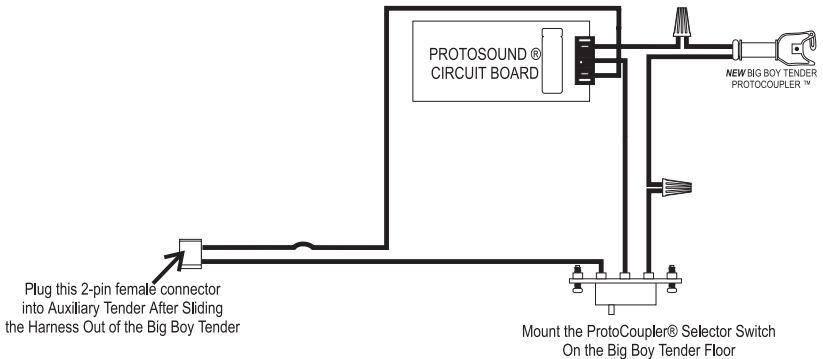 PROTOSOUND ®
CIRCUIT BOARD
NEW BIG BOY TENDER
PROTOCOUPLER ™
Plug this 2-pin female connector
into Auxiliary Tender After Sliding
the Harness Out of the Big Boy Tender
Mount the ProtoCoupler® Selector Switch
On the Big Boy Tender Floor